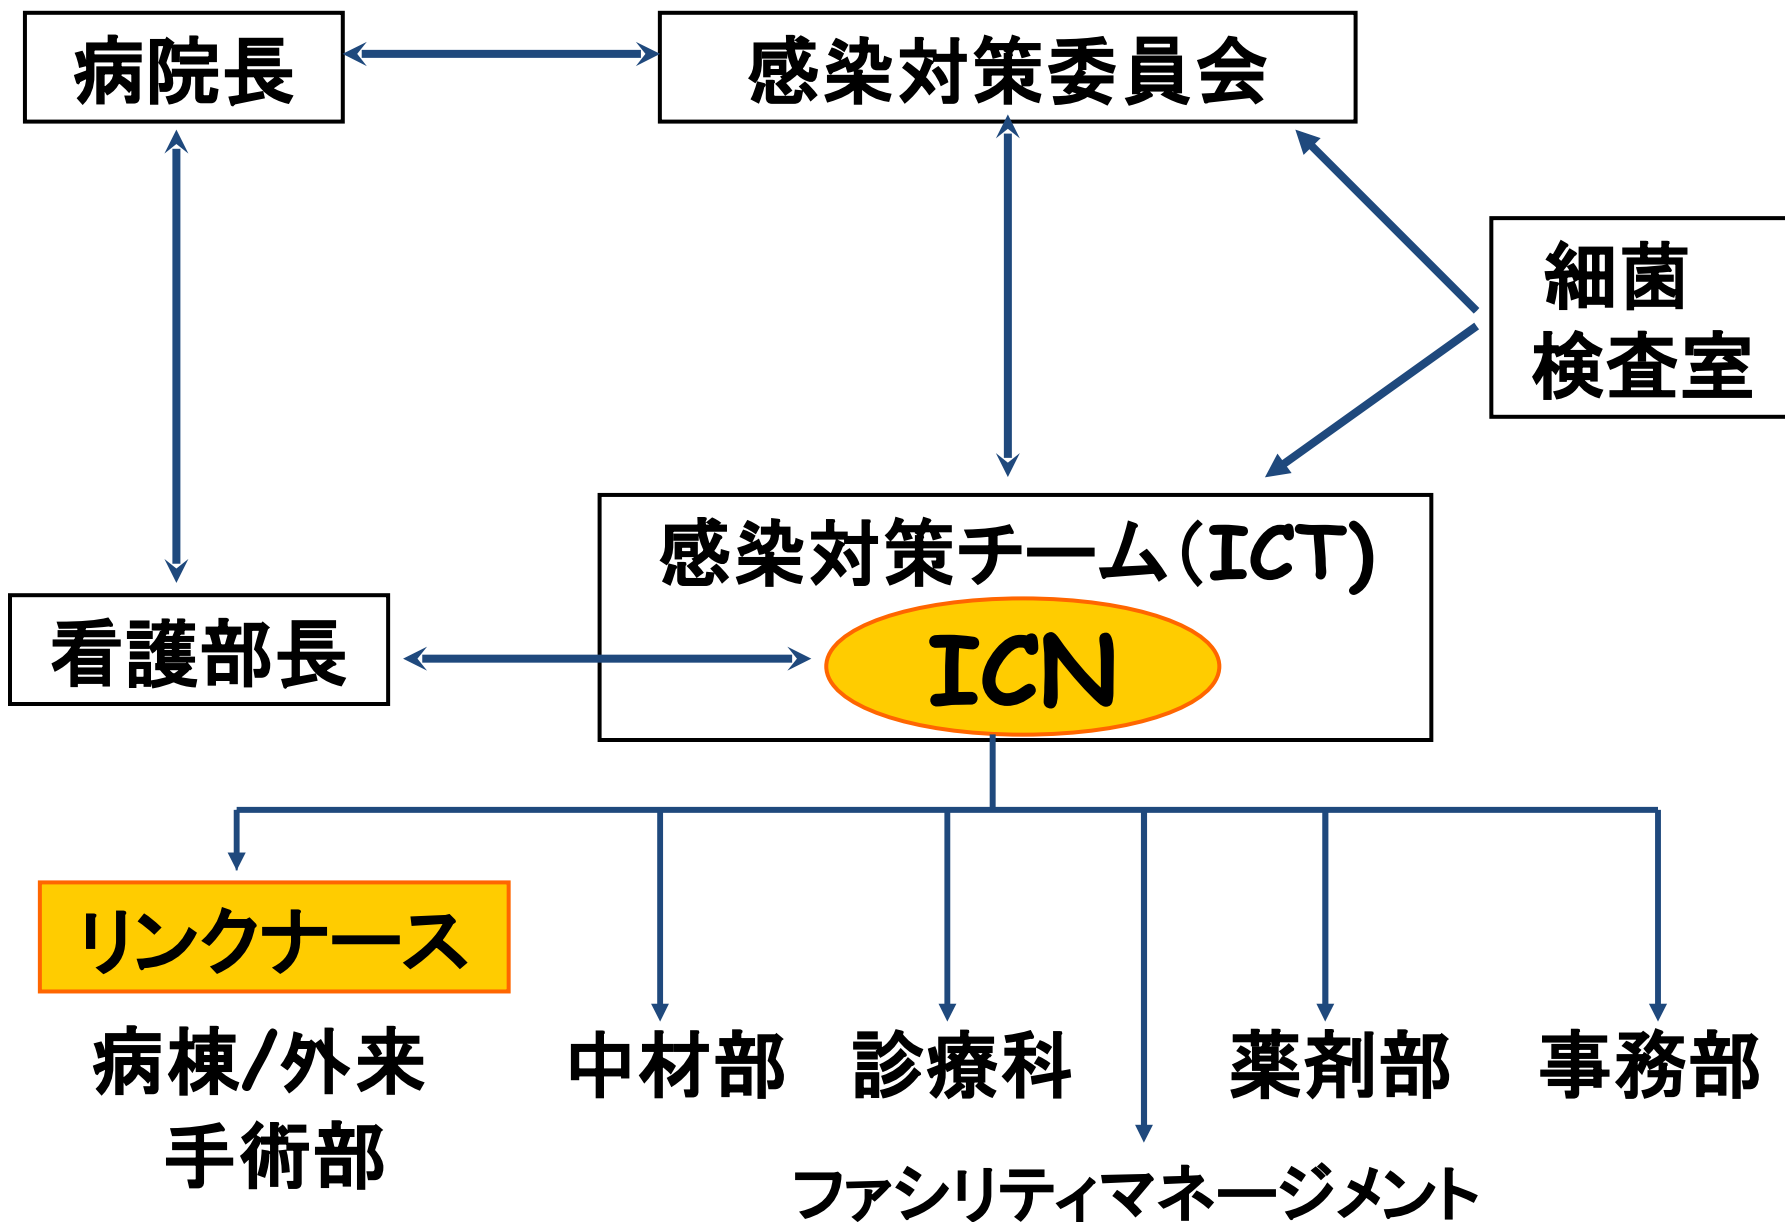 病院長
感染対策委員会
細菌
検査室
感染対策チーム(ICT)
ICN
看護部長
リンクナース
病棟/外来
手術部
中材部
診療科
薬剤部
事務部
ファシリティマネージメント